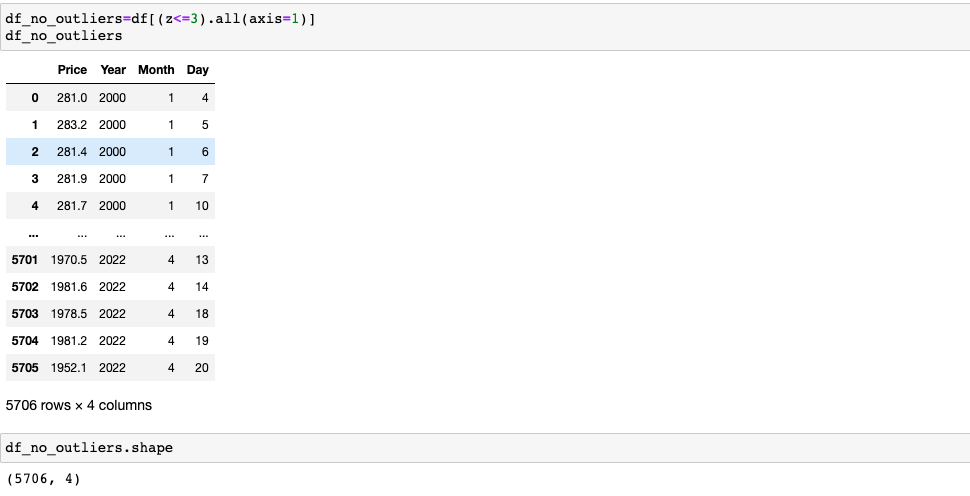 df_no_outliers=df[(z<=3).all(axis=1)]
df_no_outliers
Price Year Month Day
0 281.0 2000 1 4
1 283.2 2000 1 5
2 281.4 2000 1 6
3 281.9 2000 1 7
4 281.7 2000 1 10
... ... ... ... ...
5701 1970.5 2022 4 13
5702 1981.6 2022 4 14
5703 1978.5 2022 4 18
5704 1981.2 2022 4 19
5705 1952.1 2022 4 20
5706 rows × 4 columns
df_no_outliers.shape
(5706, 4)